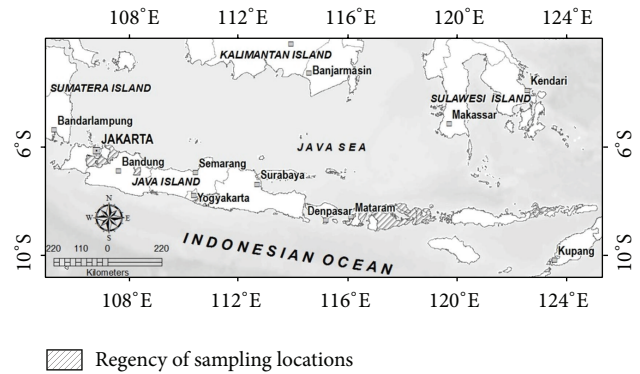 108°E 112°E 116°E 120°E 124°E
KALIMANTAN ISLAND
Banjarmasin
SUMATERA ISLAND
Kendari
SULAWESI ISLAND
Makassar
Bandarlampung
JAKARTA
6°S 6°S
JAVA SEA
Bandung
Semarang
Surabaya
JAVA ISLAND
Yogyakarta
Denpasar Mataram
N
W E
S
INDONESIAN OCEAN
Kupang
10°S 10°S
220 110 0 220
Kilometers
108°E 112°E 116°E 120°E 124°E
Regency of sampling locations